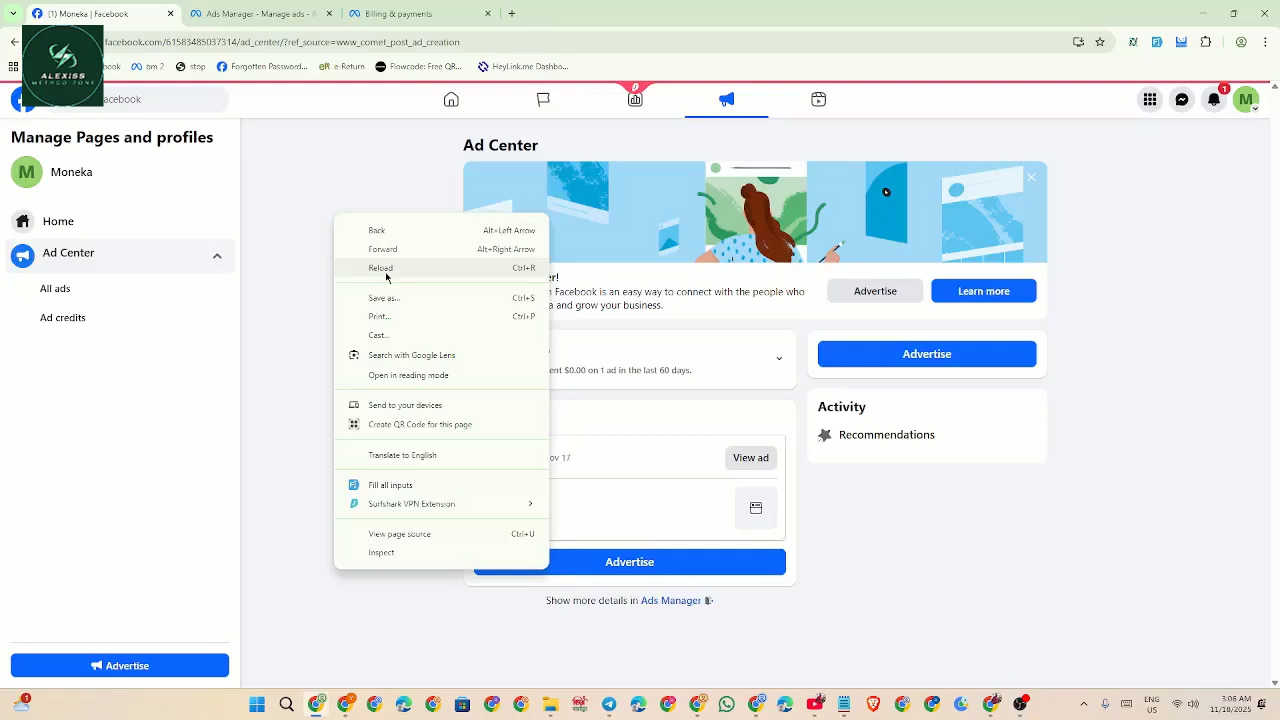 (1) Moneka | Facebook
Ads Manager - Manage ads - A
Billing & payments
facebook.com/61583485037314/ad_center/?ref_source=www_comet_post_ad_creation
ook
bm 2
stop
Forgotten Password...
e-Return
Flowcode: Free QR...
HeyLink.me Dashbo...
ALEXISS
METHOD ZONE
acebook
1
M
Manage Pages and profiles
M
Moneka
Home
Ad Center
All ads
Ad credits
Advertise
Ad Center
er!
n Facebook is an easy way to connect with the people who
and grow your business.
Advertise
Learn more
ent $0.00 on 1 ad in the last 60 days.
Advertise
Activity
Recommendations
ov 17
View ad
Advertise
Show more details in Ads Manager
Back Alt+Left Arrow
Forward Alt+Right Arrow
Reload Ctrl+R
Save as... Ctrl+S
Print... Ctrl+P
Cast...
Search with Google Lens
Open in reading mode
Send to your devices
Create QR Code for this page
Translate to English
Fill all inputs
Surfshark VPN Extension
View page source Ctrl+U
Inspect
ENG
US
3:06 AM
11/18/2025